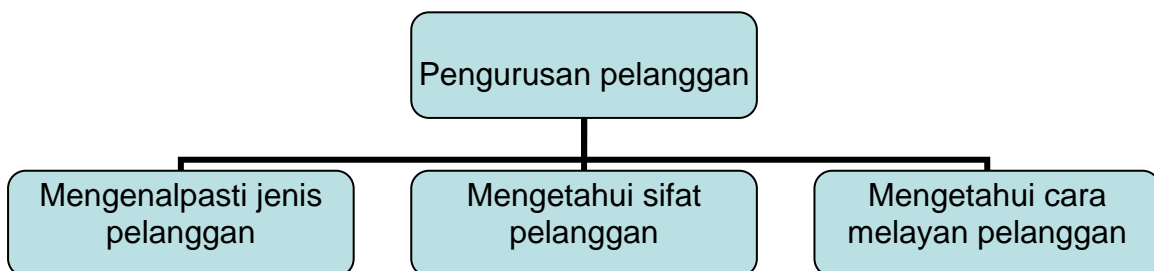 Pengurusan pelanggan
Mengenalpasti jenis
pelanggan
Mengetahui sifat
pelanggan
Mengetahui cara
melayan pelanggan